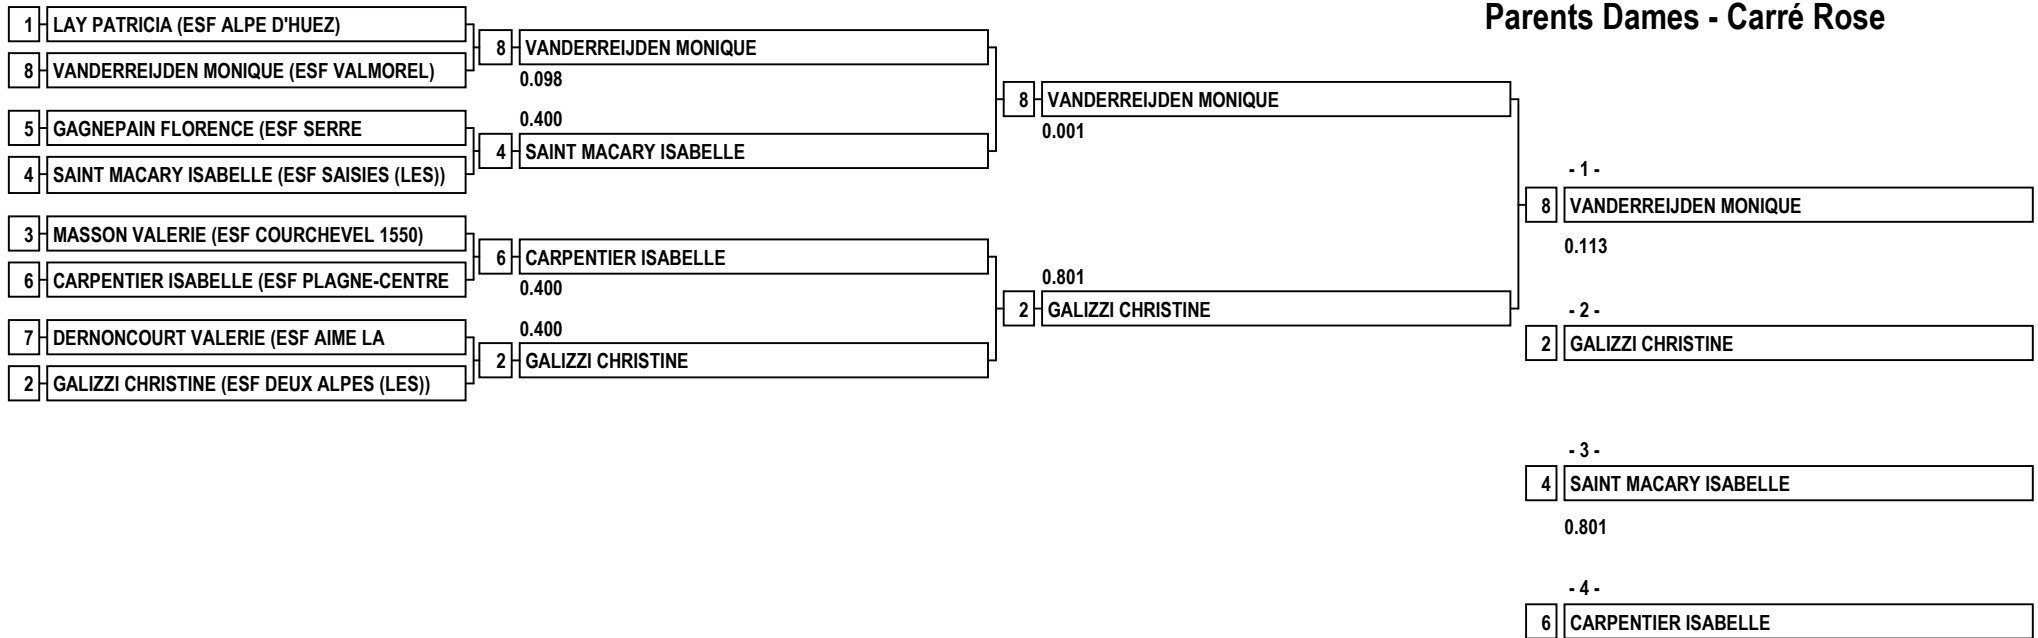 Parents Dames - Carré Rose
1 LAY PATRICIA (ESF ALPE D'HUEZ)
8 VANDERREIJDEN MONIQUE (ESF VALMOREL)
5 GAGNEPAIN FLORENCE (ESF SERRE
4 SAINT MACARY ISABELLE (ESF SAISIES (LES))
3 MASSON VALERIE (ESF COURCHEVEL 1550)
6 CARPENTIER ISABELLE (ESF PLAGNE-CENTRE
7 DERNONCOURT VALERIE (ESF AIME LA
2 GALIZZI CHRISTINE (ESF DEUX ALPES (LES))
8 VANDERREIJDEN MONIQUE
0.098
0.400
4 SAINT MACARY ISABELLE
6 CARPENTIER ISABELLE
0.400
0.400
2 GALIZZI CHRISTINE
8 VANDERREIJDEN MONIQUE
0.001
0.801
2 GALIZZI CHRISTINE
- 1 -
8 VANDERREIJDEN MONIQUE
0.113
- 2 -
2 GALIZZI CHRISTINE
- 3 -
4 SAINT MACARY ISABELLE
0.801
- 4 -
6 CARPENTIER ISABELLE